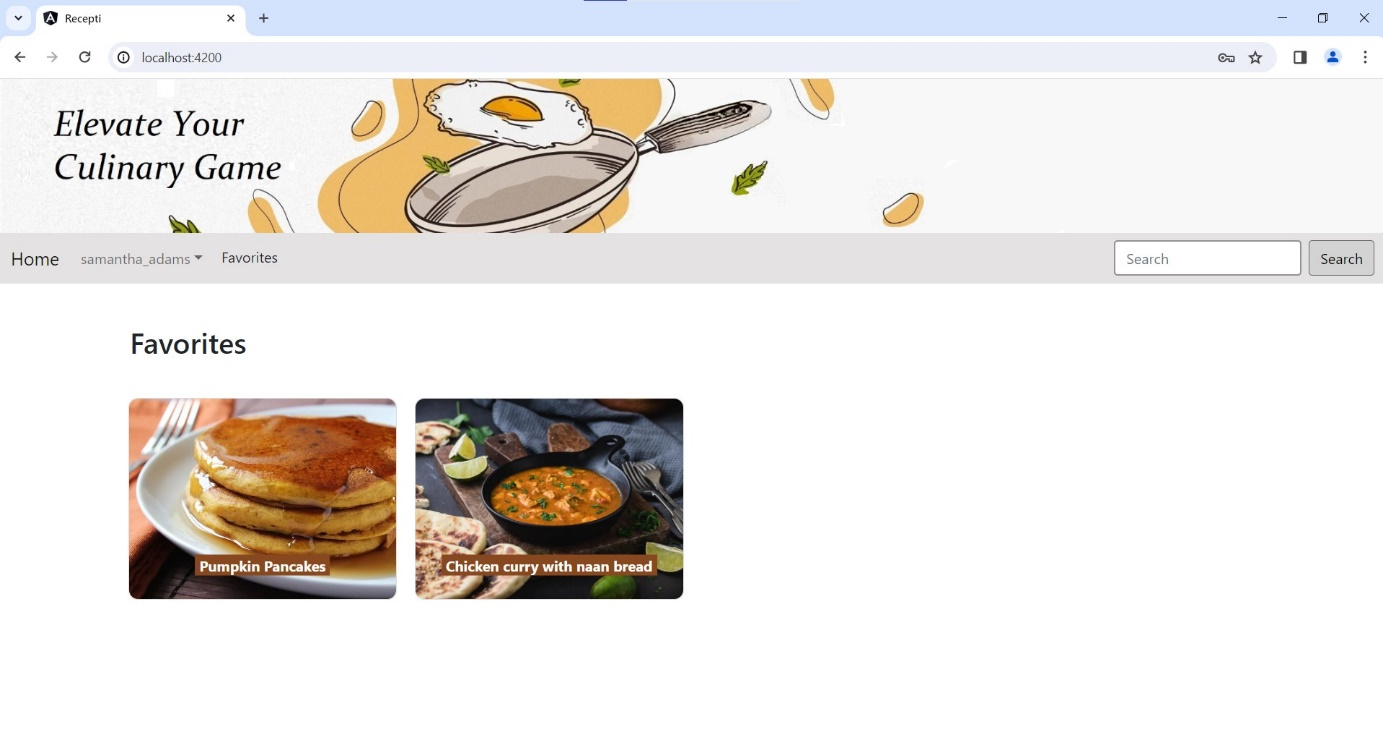 Recepti
localhost:4200
Elevate Your
Culinary Game
Home samantha_adams Favorites Search Search
Favorites
Pumpkin Pancakes Chicken curry with naan bread